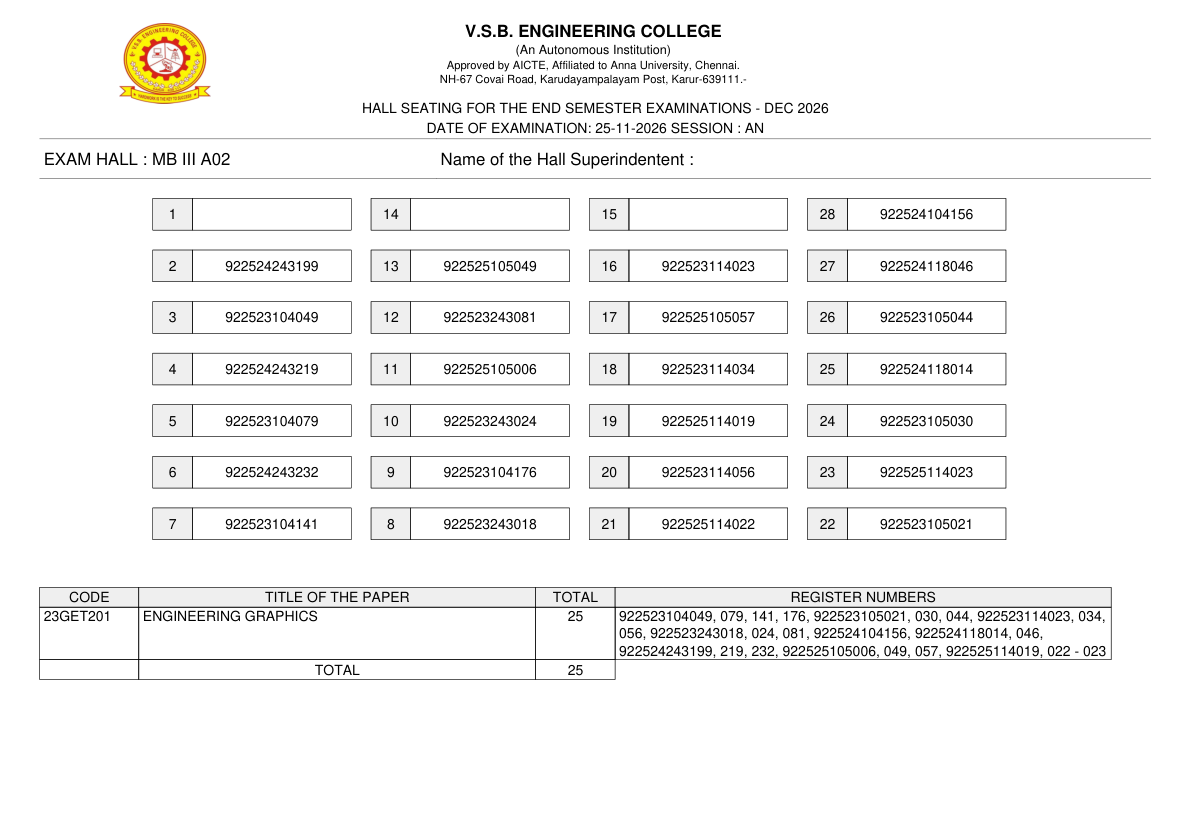 V.S.B. ENGINEERING COLLEGE
(An Autonomous Institution)
Approved by AICTE, Affiliated to Anna University, Chennai.
NH-67 Covai Road, Karudayampalayam Post, Karur-639111.-
HALL SEATING FOR THE END SEMESTER EXAMINATIONS - DEC 2026
DATE OF EXAMINATION: 25-11-2026 SESSION : AN
EXAM HALL : MB III A02 Name of the Hall Superindentent :
1 14 15 28 922524104156
2 922524243199 13 922525105049 16 922523114023 27 922524118046
3 922523104049 12 922523243081 17 922525105057 26 922523105044
4 922524243219 11 922525105006 18 922523114034 25 922524118014
5 922523104079 10 922523243024 19 922525114019 24 922523105030
6 922524243232 9 922523104176 20 922523114056 23 922525114023
7 922523104141 8 922523243018 21 922525114022 22 922523105021
CODE TITLE OF THE PAPER TOTAL REGISTER NUMBERS
23GET201 ENGINEERING GRAPHICS 25 922523104049, 079, 141, 176, 922523105021, 030, 044, 922523114023, 034,
056, 922523243018, 024, 081, 922524104156, 922524118014, 046,
922524243199, 219, 232, 922525105006, 049, 057, 922525114019, 022 - 023
TOTAL 25